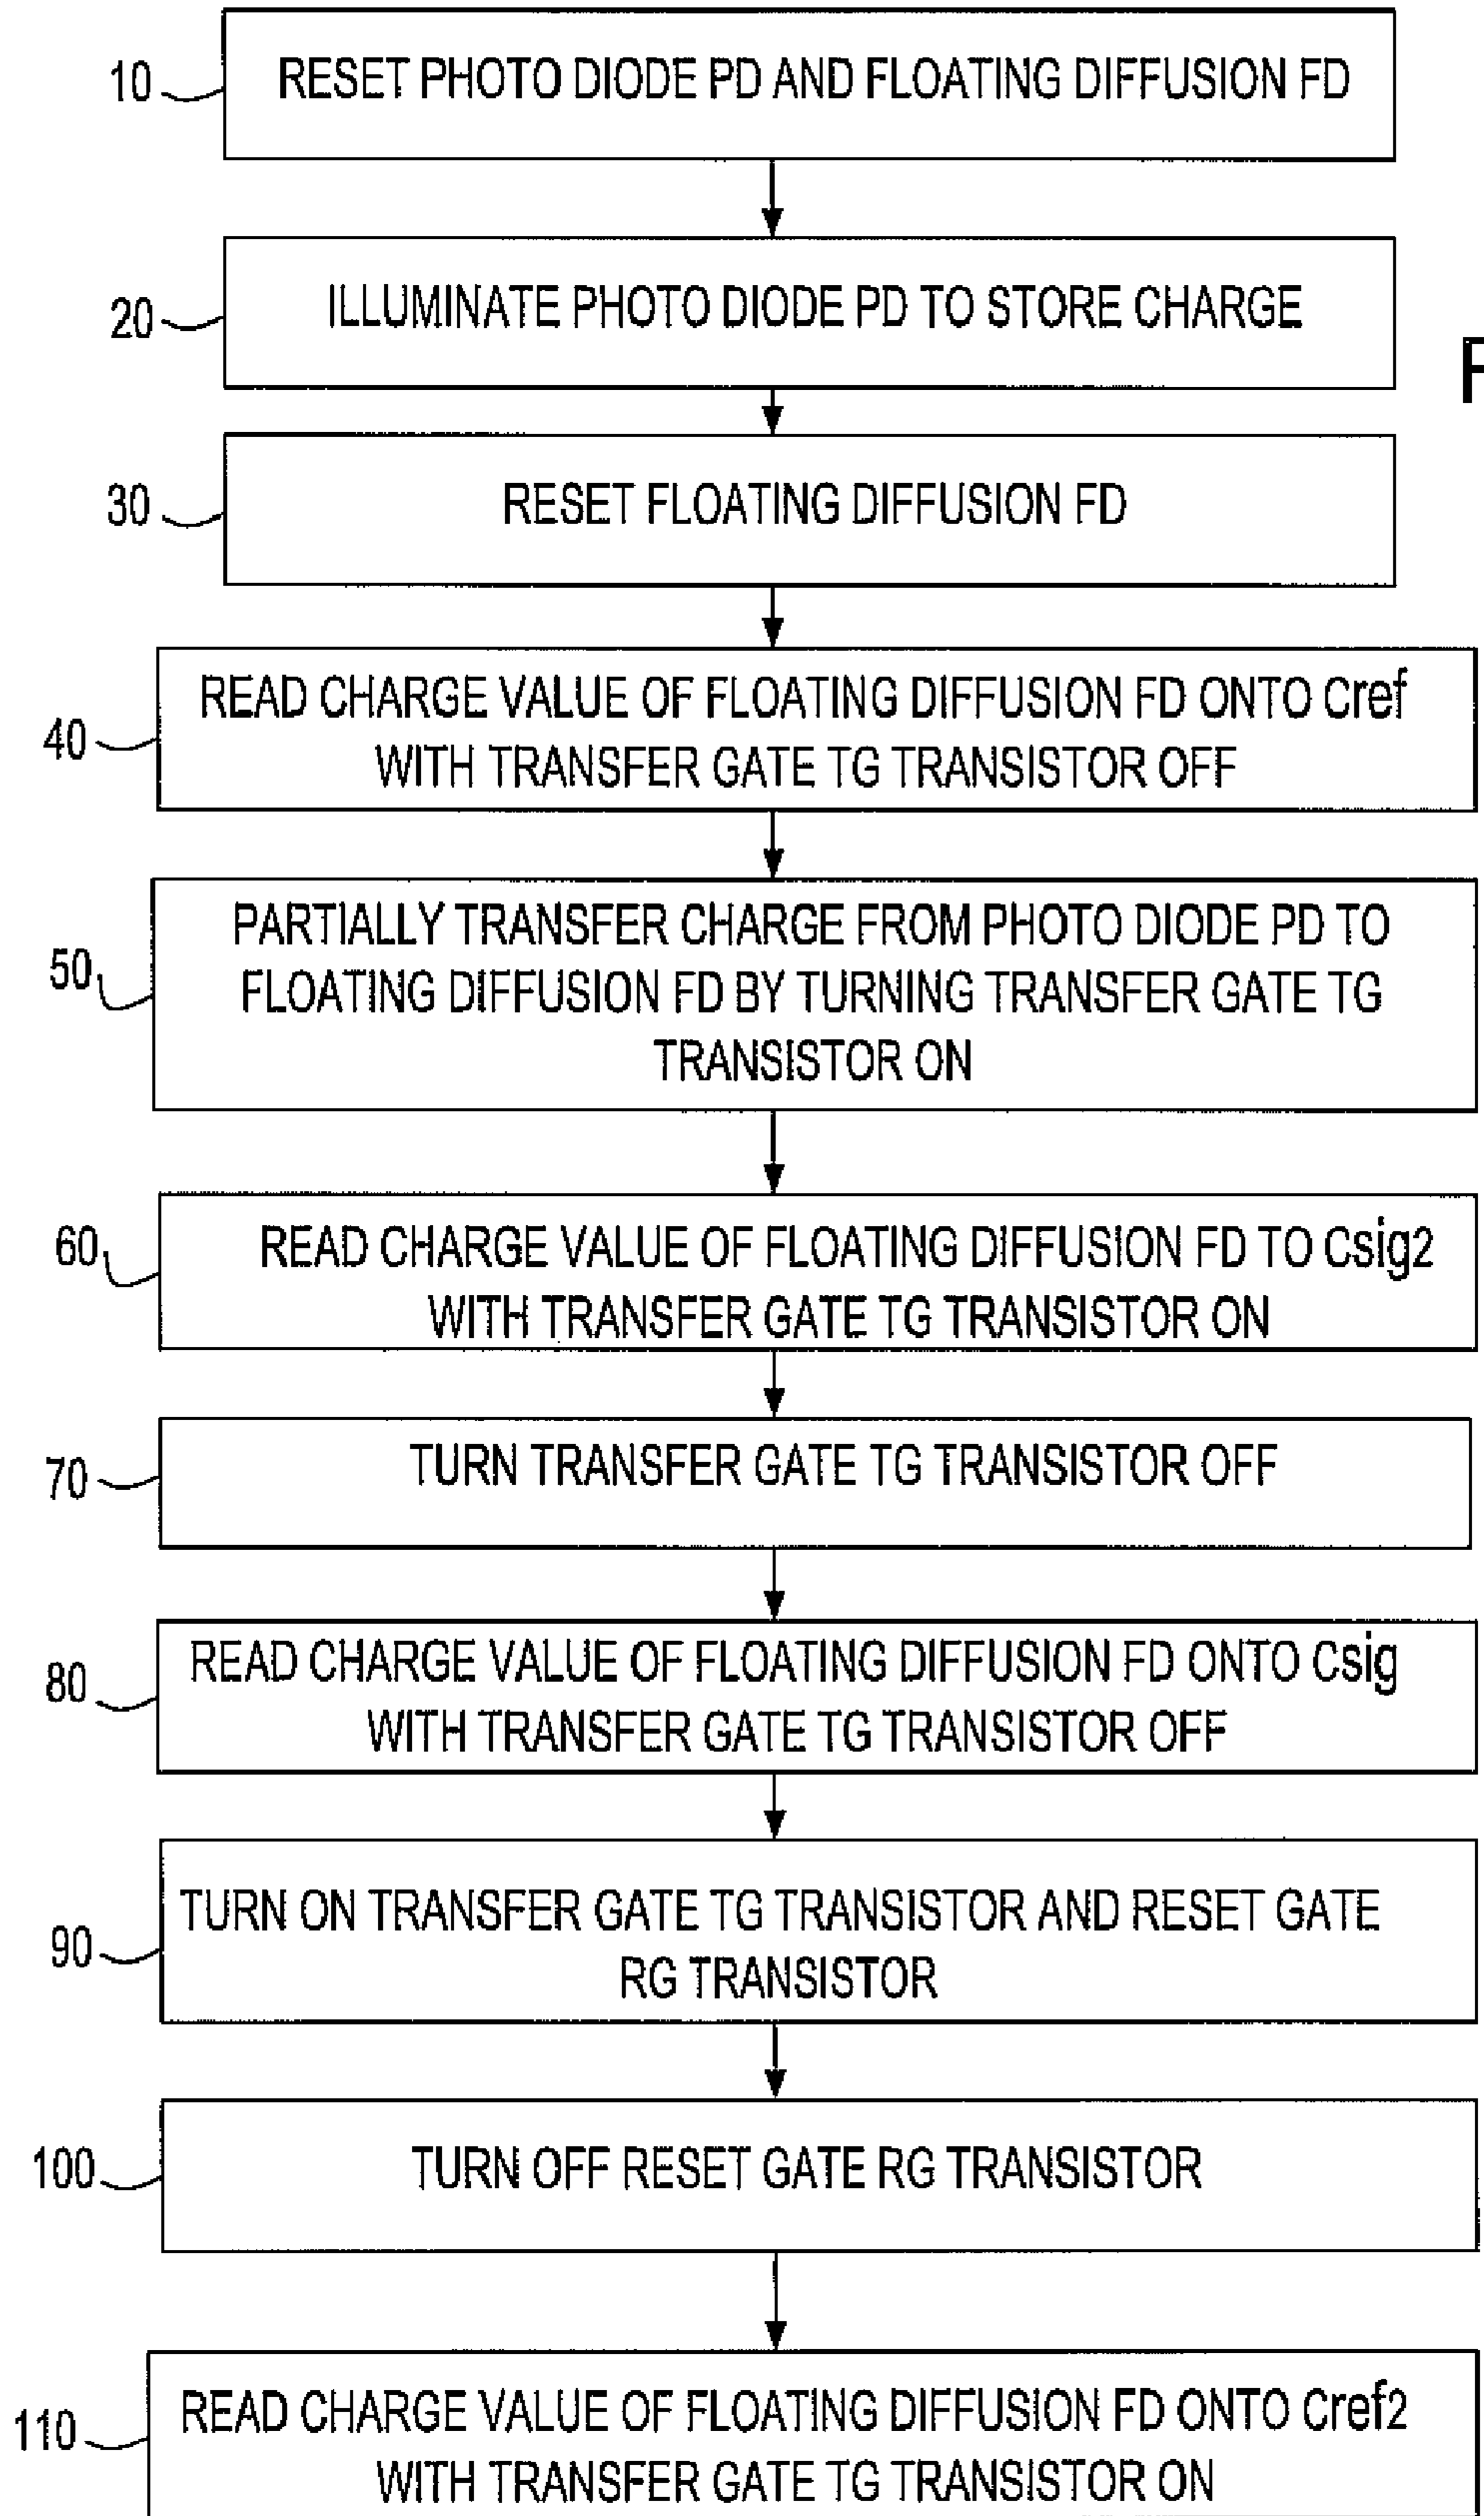 10
RESET PHOTO DIODE PD AND FLOATING DIFFUSION FD
20
ILLUMINATE PHOTO DIODE PD TO STORE CHARGE
F
30
RESET FLOATING DIFFUSION FD
40
READ CHARGE VALUE OF FLOATING DIFFUSION FD ONTO Cref
WITH TRANSFER GATE TG TRANSISTOR OFF
50
PARTIALLY TRANSFER CHARGE FROM PHOTO DIODE PD TO
FLOATING DIFFUSION FD BY TURNING TRANSFER GATE TG
TRANSISTOR ON
60
READ CHARGE VALUE OF FLOATING DIFFUSION FD TO Csig2
WITH TRANSFER GATE TG TRANSISTOR ON
70
TURN TRANSFER GATE TG TRANSISTOR OFF
80
READ CHARGE VALUE OF FLOATING DIFFUSION FD ONTO Csig
WITH TRANSFER GATE TG TRANSISTOR OFF
90
TURN ON TRANSFER GATE TG TRANSISTOR AND RESET GATE
RG TRANSISTOR
100
TURN OFF RESET GATE RG TRANSISTOR
110
READ CHARGE VALUE OF FLOATING DIFFUSION FD ONTO Cref2
WITH TRANSFER GATE TG TRANSISTOR ON